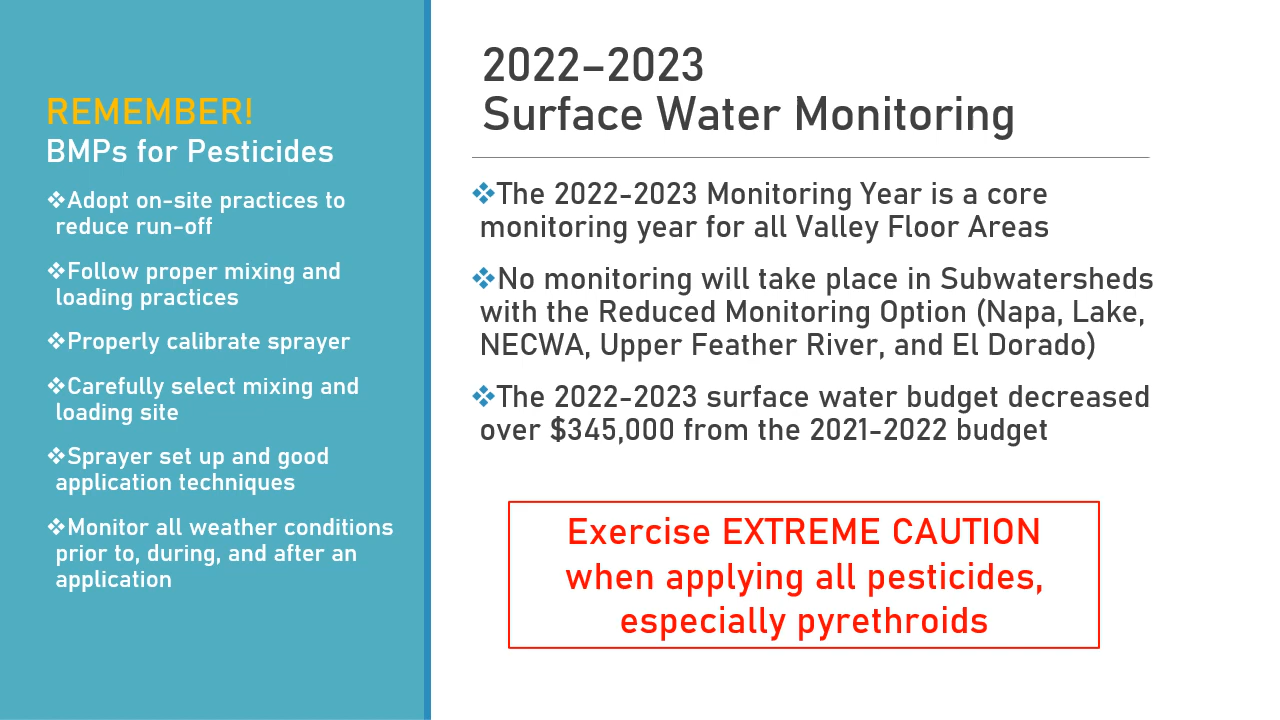 REMEMBER!
BMPs for Pesticides
❖Adopt on-site practices to
reduce run-off
❖Follow proper mixing and
loading practices
❖Properly calibrate sprayer
❖Carefully select mixing and
loading site
❖Sprayer set up and good
application techniques
❖Monitor all weather conditions
prior to, during, and after an
application
2022–2023
Surface Water Monitoring
❖The 2022-2023 Monitoring Year is a core
monitoring year for all Valley Floor Areas
❖No monitoring will take place in Subwatersheds
with the Reduced Monitoring Option (Napa, Lake,
NECWA, Upper Feather River, and El Dorado)
❖The 2022-2023 surface water budget decreased
over $345,000 from the 2021-2022 budget
Exercise EXTREME CAUTION
when applying all pesticides,
especially pyrethroids